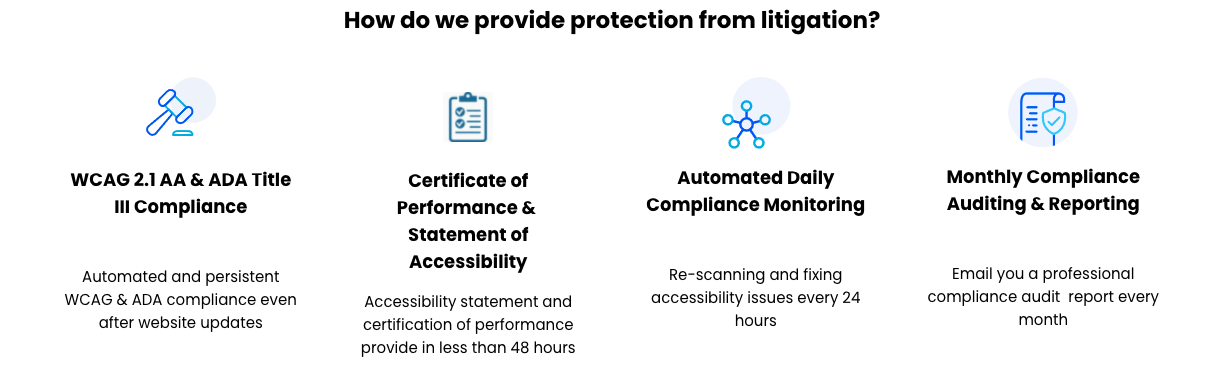 How do we provide protection from litigation?
WCAG 2.1 AA & ADA Title
III Compliance
Automated and persistent
WCAG & ADA compliance even
after website updates
Certificate of
Performance &
Statement of
Accessibility
Accessibility statement and
certification of performance
provide in less than 48 hours
Automated Daily
Compliance Monitoring
Re-scanning and fixing
accessibility issues every 24
hours
Monthly Compliance
Auditing & Reporting
Email you a professional
compliance audit  report every
month